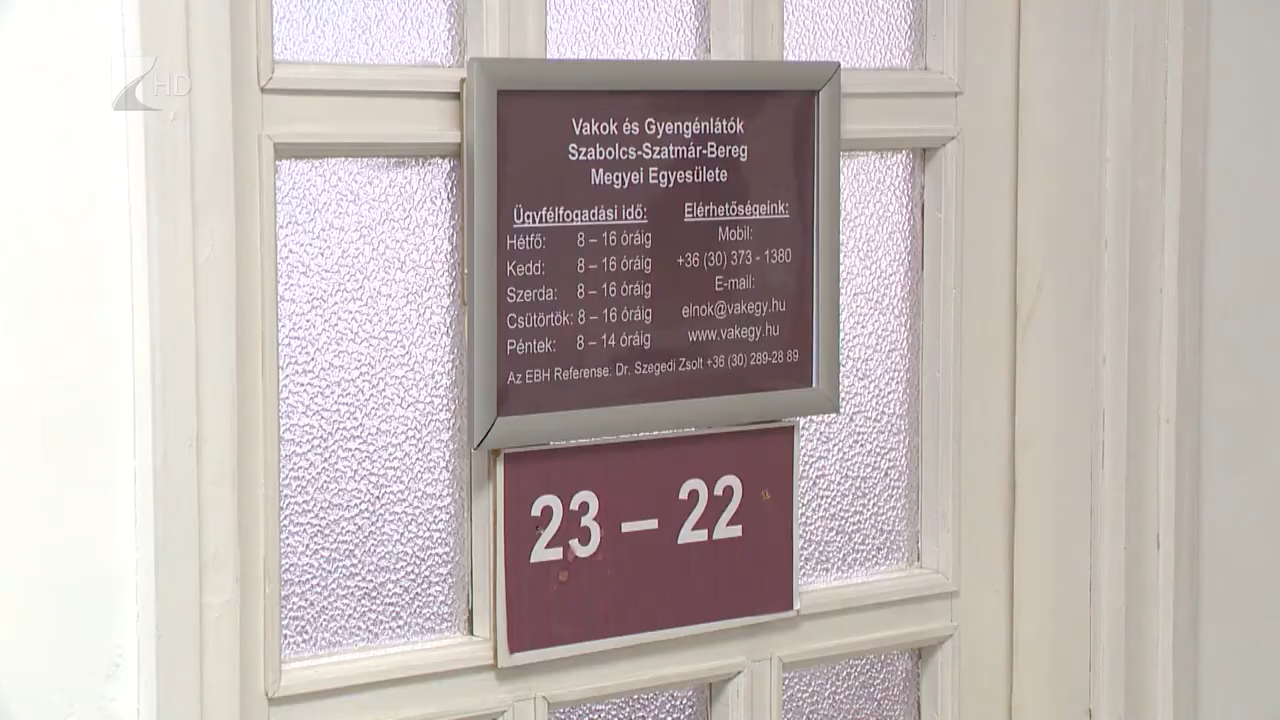 HD
Vakok és Gyengénlátók
Szabolcs-Szatmár-Bereg
Megyei Egyesülete
Ügyfélfogadási idő:
Hétfő: 8 – 16 óráig
Kedd: 8 – 16 óráig
Szerda: 8 – 16 óráig
Csütörtök: 8 – 16 óráig
Péntek: 8 – 14 óráig
Elérhetőségeink:
Mobil:
+36 (30) 373 - 1380
E-mail:
elnok@vakegy.hu
www.vakegy.hu
Az EBH Referense: Dr. Szegedi Zsolt +36 (30) 289-28 89
23 – 22